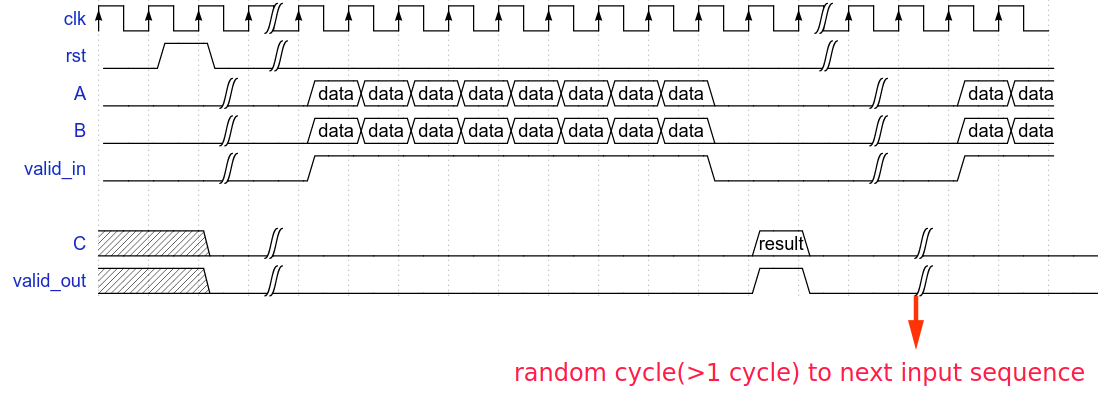 clk
rst
A data data data data data data data data data data
B data data data data data data data data data data
valid_in
C result
valid_out
random cycle(>1 cycle) to next input sequence